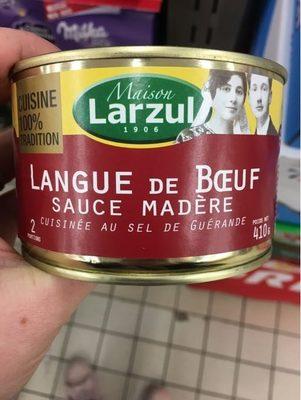 Milka
CUISINE
100%
TRADITION
Maison
Larzul
1906
LANGUE DE BŒUF
SAUCE MADÈRE
CUISINÉE AU SEL DE GUÉRANDE
2
PORTIONS
POIDS NET
410g